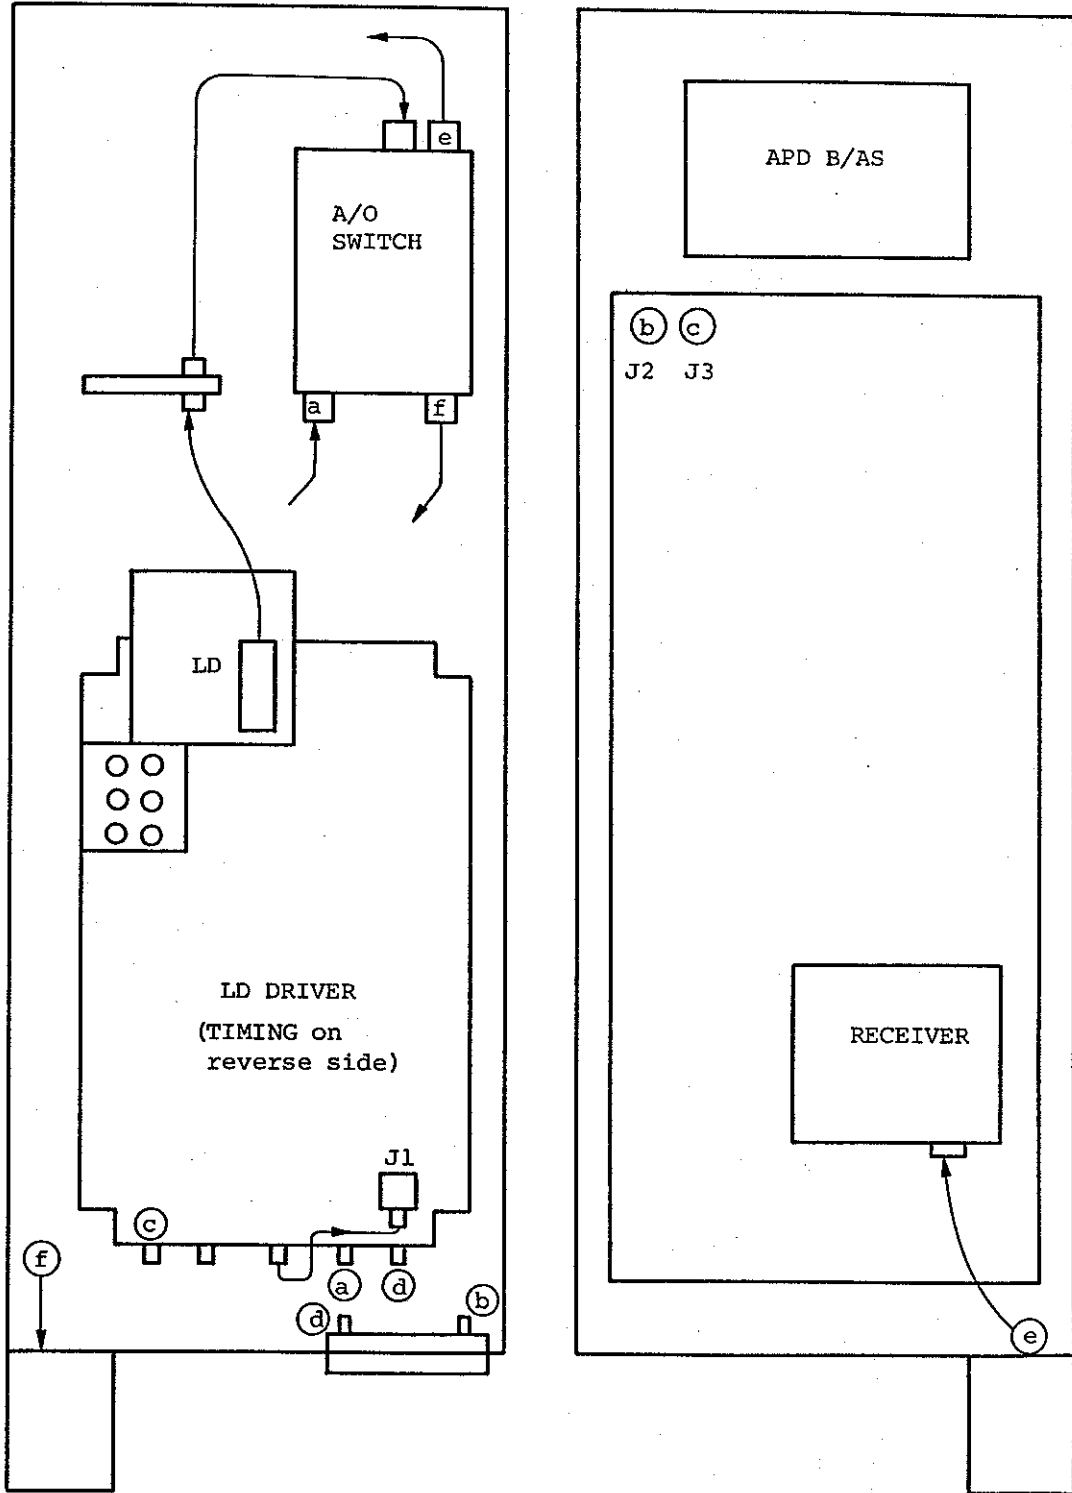 e
A/O
SWITCH
a
f
LD
LD DRIVER
(TIMING on
reverse side)
J1
c
f
a
d
d
b
APD B/AS
b c
J2 J3
RECEIVER
e